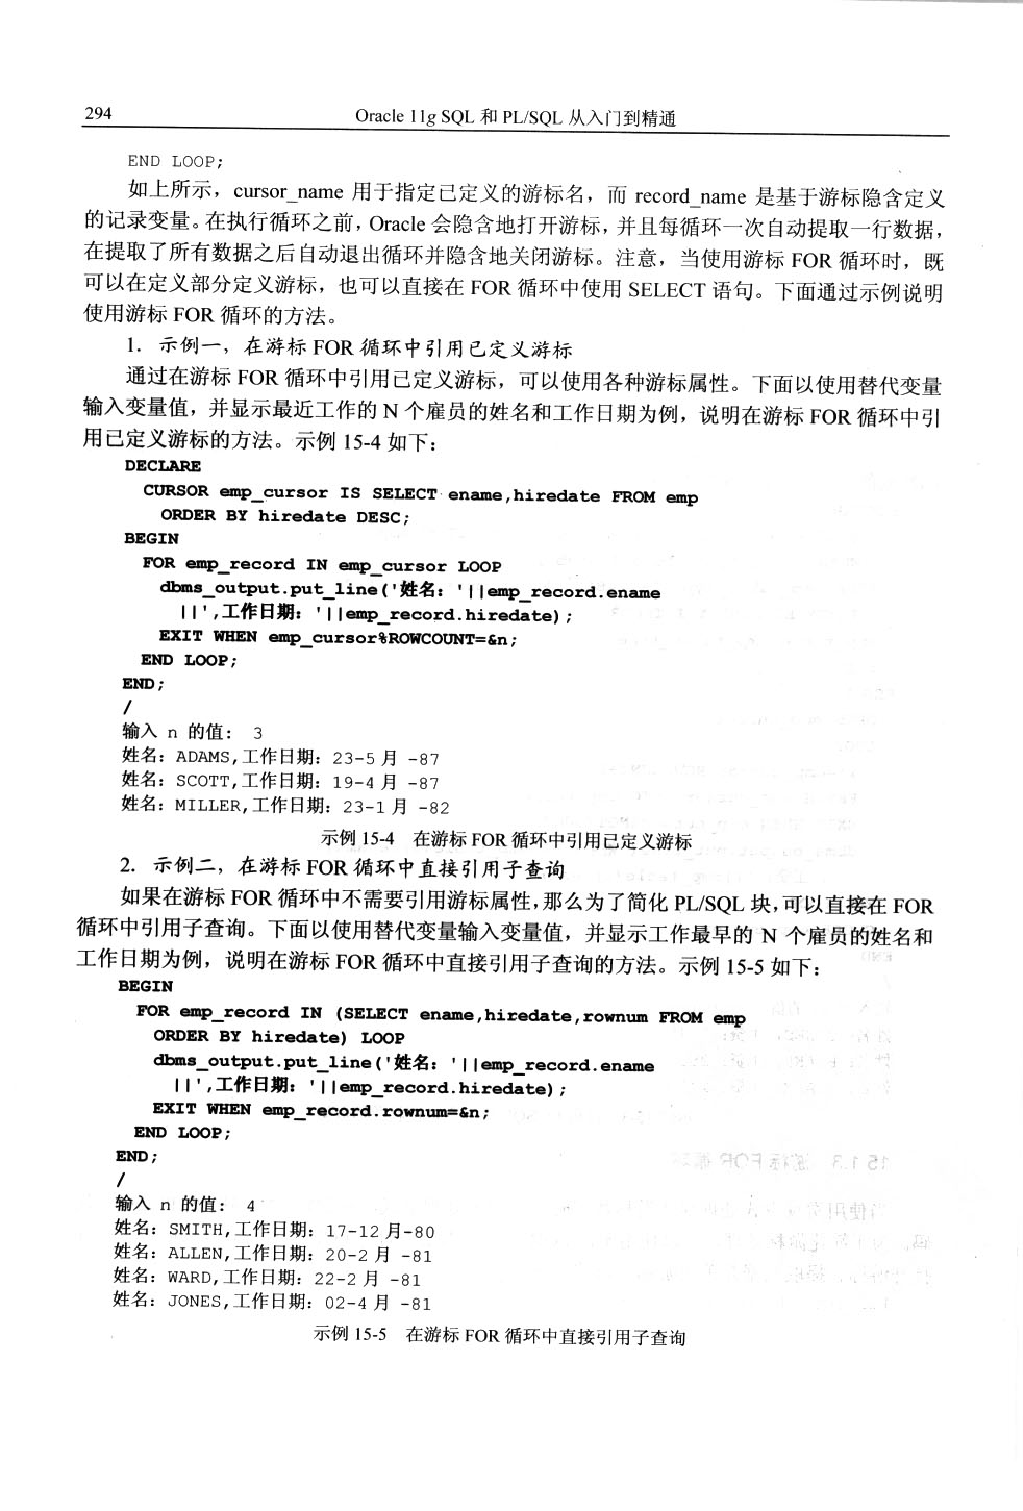 294
Oracle 11g SQL 和 PL/SQL 从入门到精通
END LOOP;
如上所示，cursor_name 用于指定已定义的游标名，而 record_name 是基于游标隐含定义
的记录变量。在执行循环之前，Oracle 会隐含地打开游标，并且每循环一次自动提取一行数据，
在提取了所有数据之后自动退出循环并隐含地关闭游标。注意，当使用游标 FOR 循环时，既
可以在定义部分定义游标，也可以直接在 FOR 循环中使用 SELECT 语句。下面通过示例说明
使用游标 FOR 循环的方法。
1．示例一，在游标 FOR 循环中引用已定义游标
通过在游标 FOR 循环中引用已定义游标，可以使用各种游标属性。下面以使用替代变量
输入变量值，并显示最近工作的 N 个雇员的姓名和工作日期为例，说明在游标 FOR 循环中引
用已定义游标的方法。示例 15-4 如下：
DECLARE
CURSOR emp_cursor IS SELECT ename,hiredate FROM emp
ORDER BY hiredate DESC;
BEGIN
FOR emp_record IN emp_cursor LOOP
dbms_output.put_line('姓名：'||emp_record.ename
||',工作日期：'||emp_record.hiredate);
EXIT WHEN emp_cursor%ROWCOUNT=&n;
END LOOP;
END;
/
输入 n 的值： 3
姓名：ADAMS,工作日期：23-5 月 -87
姓名：SCOTT,工作日期：19-4 月 -87
姓名：MILLER,工作日期：23-1 月 -82
示例 15-4 在游标 FOR 循环中引用已定义游标
2．示例二，在游标 FOR 循环中直接引用子查询
如果在游标 FOR 循环中不需要引用游标属性，那么为了简化 PL/SQL 块，可以直接在 FOR
循环中引用子查询。下面以使用替代变量输入变量值，并显示工作最早的 N 个雇员的姓名和
工作日期为例，说明在游标 FOR 循环中直接引用子查询的方法。示例 15-5 如下：
BEGIN
FOR emp_record IN (SELECT ename,hiredate,rownum FROM emp
ORDER BY hiredate) LOOP
dbms_output.put_line('姓名：'||emp_record.ename
||',工作日期：'||emp_record.hiredate);
EXIT WHEN emp_record.rownum=&n;
END LOOP;
END;
/
输入 n 的值： 4
姓名：SMITH,工作日期：17-12 月-80
姓名：ALLEN,工作日期：20-2 月 -81
姓名：WARD,工作日期：22-2 月 -81
姓名：JONES,工作日期：02-4 月 -81
示例 15-5 在游标 FOR 循环中直接引用子查询